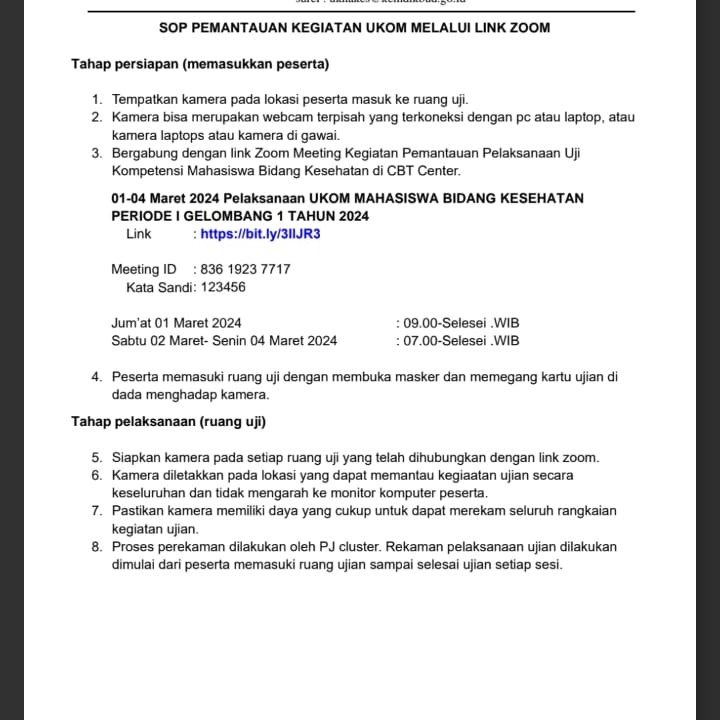 SOP PEMANTAUAN KEGIATAN UKOM MELALUI LINK ZOOM
Tahap persiapan (memasukkan peserta)
1. Tempatkan kamera pada lokasi peserta masuk ke ruang uji.
2. Kamera bisa merupakan webcam terpisah yang terkoneksi dengan pc atau laptop, atau
kamera laptops atau kamera di gawai.
3. Bergabung dengan link Zoom Meeting Kegiatan Pemantauan Pelaksanaan Uji
Kompetensi Mahasiswa Bidang Kesehatan di CBT Center.
01-04 Maret 2024 Pelaksanaan UKOM MAHASISWA BIDANG KESEHATAN
PERIODE I GELOMBANG 1 TAHUN 2024
Link : https://bit.ly/3IIJR3
Meeting ID : 836 1923 7717
Kata Sandi: 123456
Jum'at 01 Maret 2024 : 09.00-Selesei .WIB
Sabtu 02 Maret- Senin 04 Maret 2024 : 07.00-Selesei .WIB
4. Peserta memasuki ruang uji dengan membuka masker dan memegang kartu ujian di
dada menghadap kamera.
Tahap pelaksanaan (ruang uji)
5. Siapkan kamera pada setiap ruang uji yang telah dihubungkan dengan link zoom.
6. Kamera diletakkan pada lokasi yang dapat memantau kegiaatan ujian secara
keseluruhan dan tidak mengarah ke monitor komputer peserta.
7. Pastikan kamera memiliki daya yang cukup untuk dapat merekam seluruh rangkaian
kegiatan ujian.
8. Proses perekaman dilakukan oleh PJ cluster. Rekaman pelaksanaan ujian dilakukan
dimulai dari peserta memasuki ruang ujian sampai selesai ujian setiap sesi.